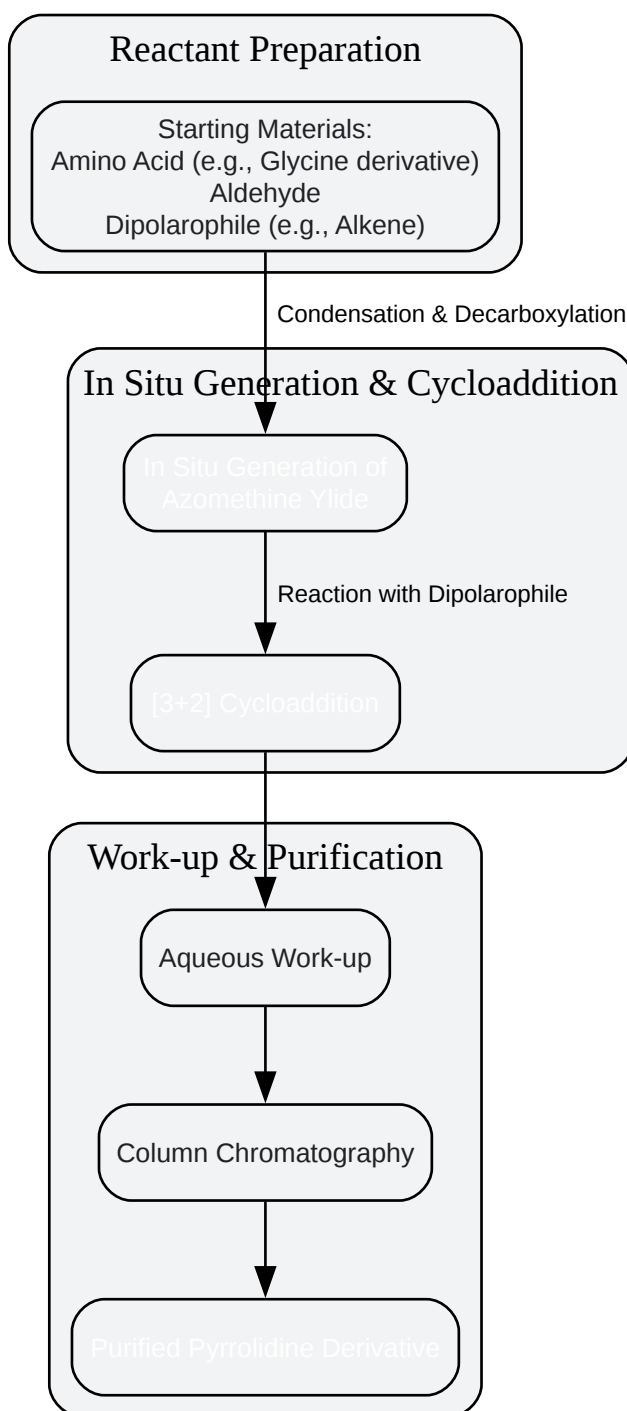 Reactant Preparation
Starting Materials:
Amino Acid (e.g., Glycine derivative)
Aldehyde
Dipolarophile (e.g., Alkene)
Condensation & Decarboxylation
In Situ Generation & Cycloaddition
In Situ Generation of
Azomethine Ylide
Reaction with Dipolarophile
[3+2] Cycloaddition
Work-up & Purification
Aqueous Work-up
Column Chromatography
Purified Pyrrolidine Derivative